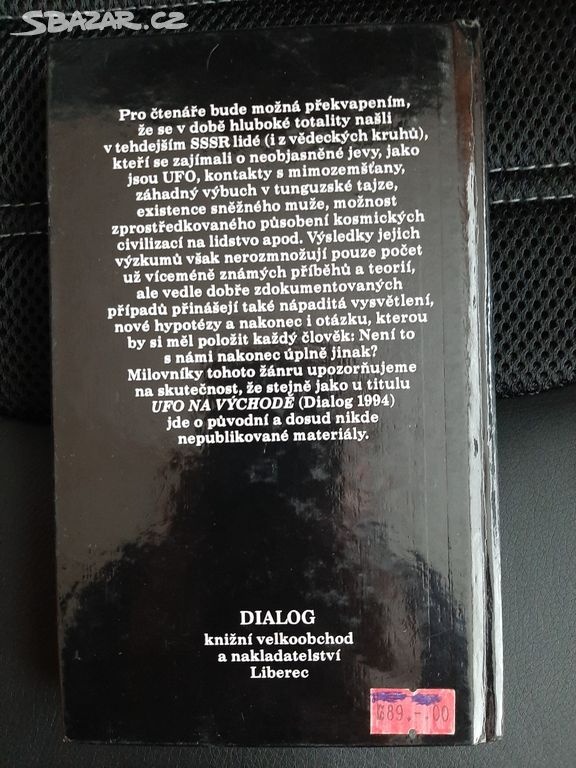 SBAZAR.CZ
Pro čtenáře bude možná překvapením,
že se v době hluboké totality našli
v tehdejším SSSR lidé (i z vědeckých kruhů),
kteří se zajímali o neobjasněné jevy, jako
jsou UFO, kontakty s mimozemšťany,
záhadný výbuch v tunguzské tajze,
existence sněžného muže, možnost
zprostředkovaného působení kosmických
civilizací na lidstvo apod. Výsledky jejich
výzkumů však nerozmnožují pouze počet
už víceméně známých příběhů a teorií,
ale vedle dobře zdokumentovaných
případů přinášejí také nápaditá vysvětlení,
nové hypotézy a nakonec i otázku, kterou
by si měl položit každý člověk: Není to
s námi nakonec úplně jinak?
Milovníky tohoto žánru upozorňujeme
na skutečnost, že stejně jako u titulu
UFO NA VÝCHODĚ (Dialog 1994)
jde o původní a dosud nikde
nepublikované materiály.
DIALOG
knižní velkoobchod
a nakladatelství
Liberec
89.-.00